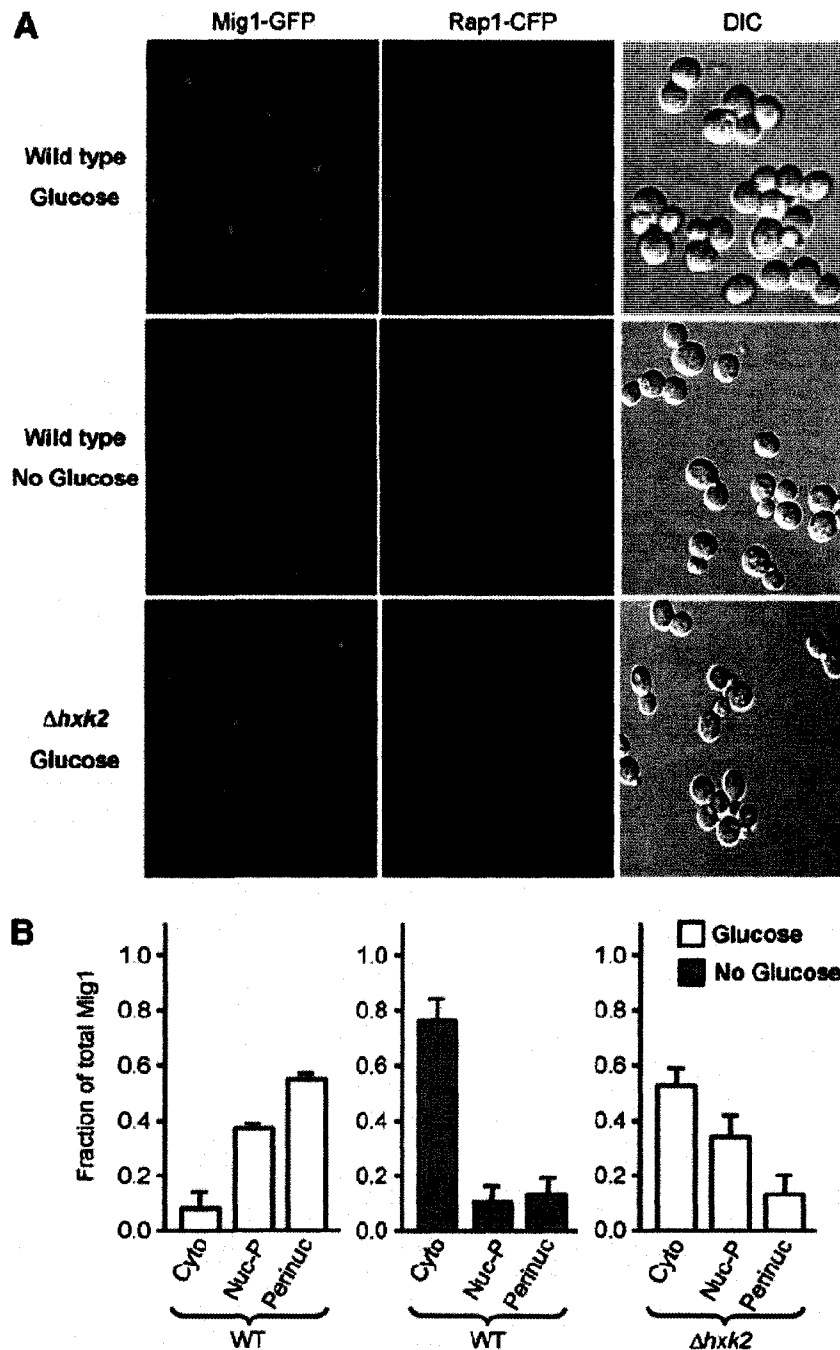 A
Mig1-GFP Rap1-CFP DIC
Wild type
Glucose
Wild type
No Glucose
Δhxk2
Glucose
B
Glucose
No Glucose
Fraction of total Mig1
1.0 1.0 1.0
0.8 0.8 0.8
0.6 0.6 0.6
0.4 0.4 0.4
0.2 0.2 0.2
0.0 0.0 0.0
Cyto Nuc-P Perinuc Cyto Nuc-P Perinuc Cyto Nuc-P Perinuc
WT WT Δhxk2